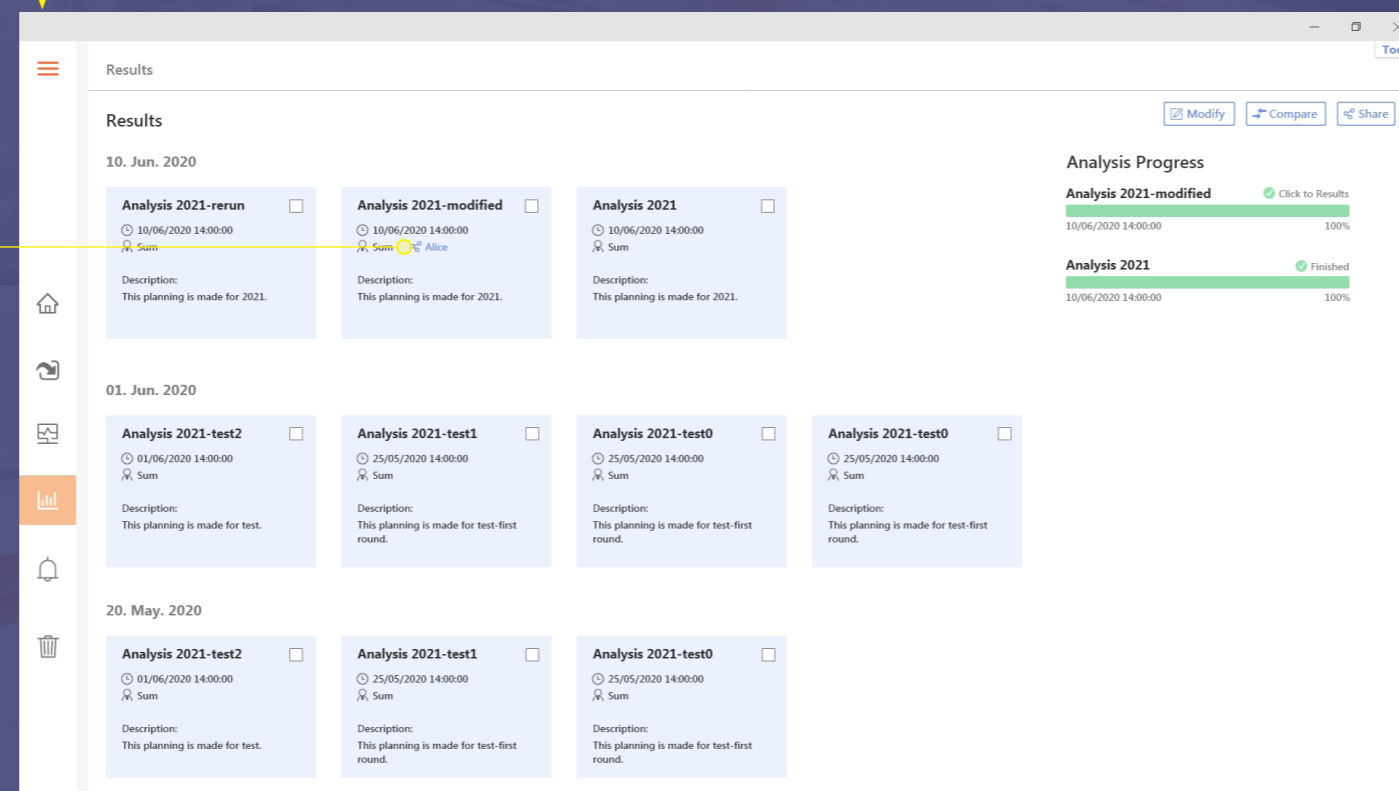 Too
Results
Results
Modify
Compare
Share
10. Jun. 2020
Analysis 2021-rerun
10/06/2020 14:00:00
Sum
Description:
This planning is made for 2021.
Analysis 2021-modified
10/06/2020 14:00:00
Sum
Alice
Description:
This planning is made for 2021.
Analysis 2021
10/06/2020 14:00:00
Sum
Description:
This planning is made for 2021.
Analysis Progress
Analysis 2021-modified
Click to Results
10/06/2020 14:00:00
100%
Analysis 2021
Finished
10/06/2020 14:00:00
100%
01. Jun. 2020
Analysis 2021-test2
01/06/2020 14:00:00
Sum
Description:
This planning is made for test.
Analysis 2021-test1
25/05/2020 14:00:00
Sum
Description:
This planning is made for test-first
round.
Analysis 2021-test0
25/05/2020 14:00:00
Sum
Description:
This planning is made for test-first
round.
Analysis 2021-test0
25/05/2020 14:00:00
Sum
Description:
This planning is made for test-first
round.
20. May. 2020
Analysis 2021-test2
01/06/2020 14:00:00
Sum
Description:
This planning is made for test.
Analysis 2021-test1
25/05/2020 14:00:00
Sum
Description:
This planning is made for test-first
round.
Analysis 2021-test0
25/05/2020 14:00:00
Sum
Description:
This planning is made for test-first
round.